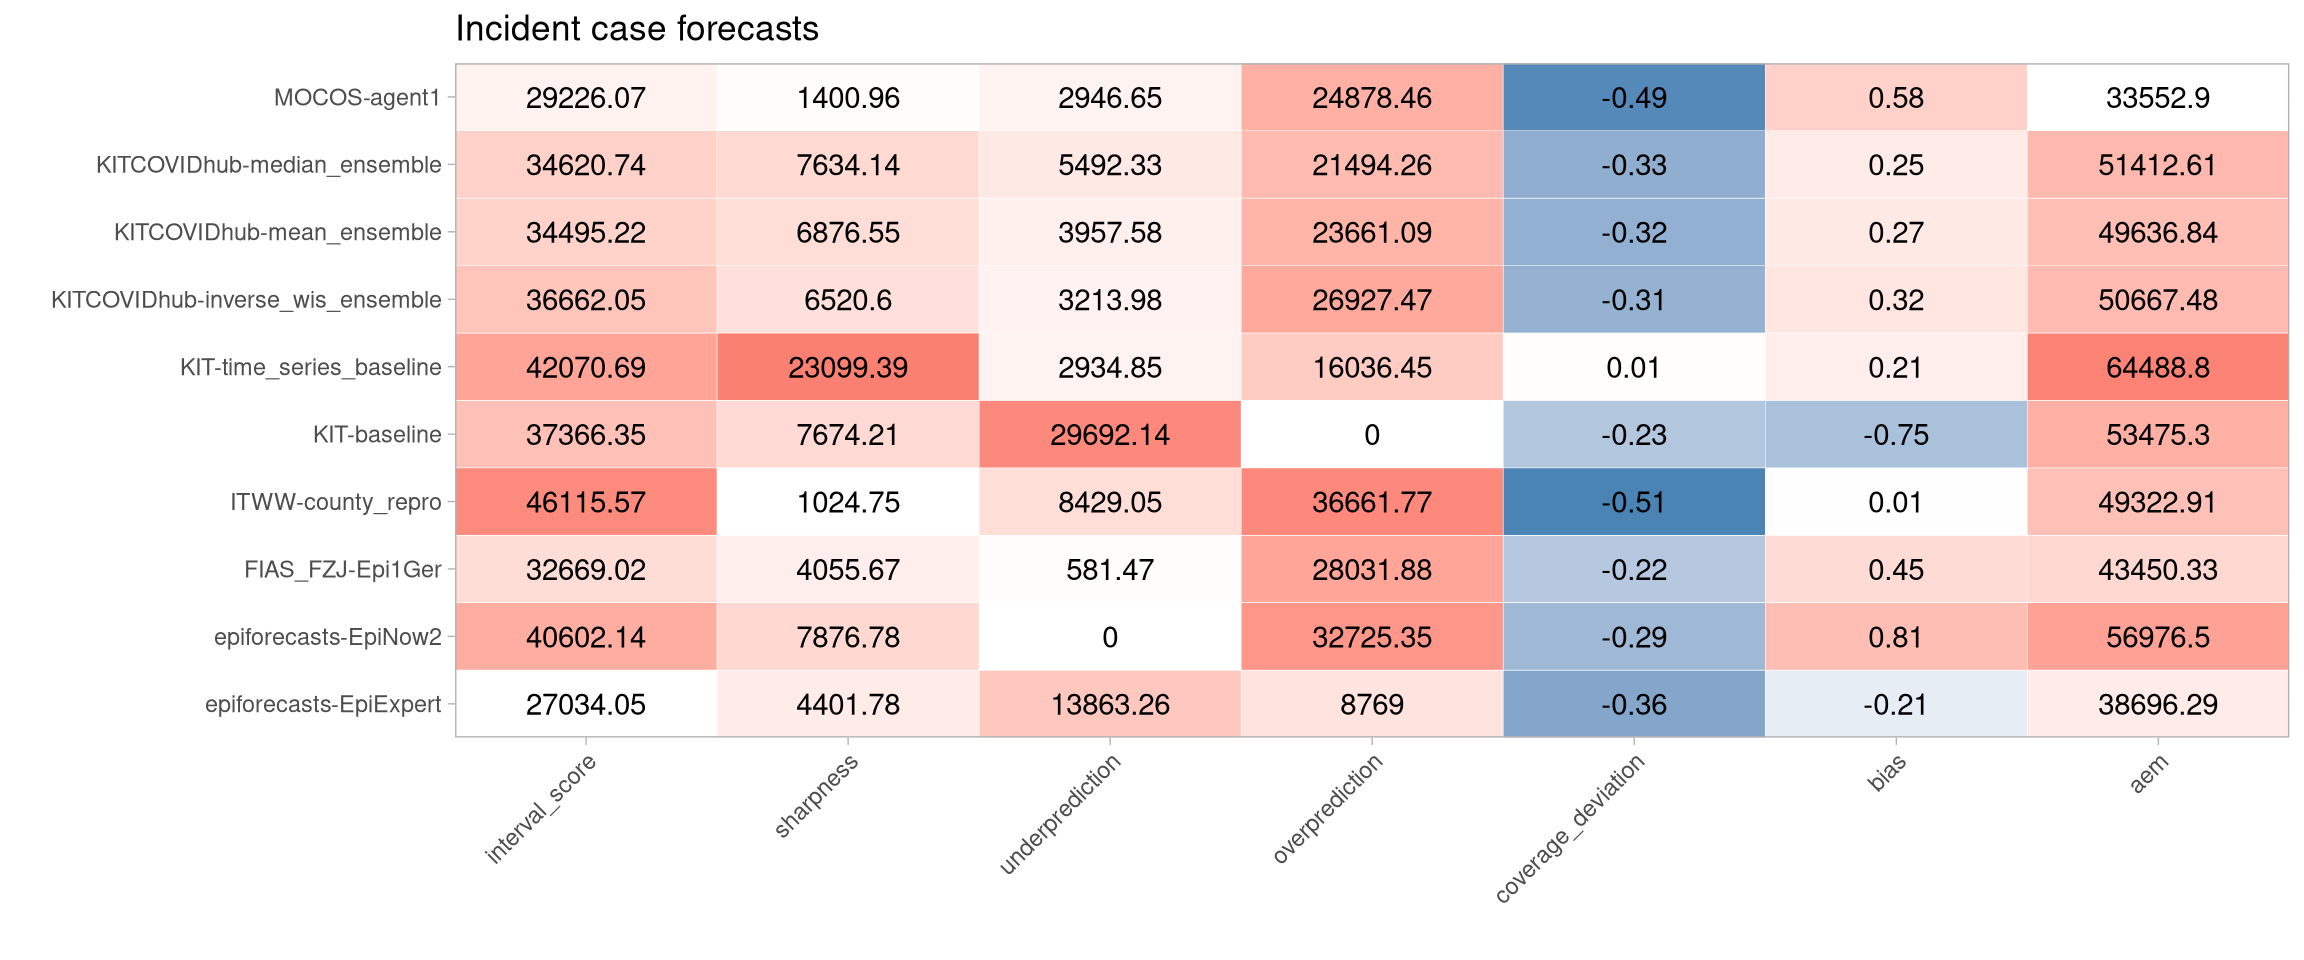 Incident case forecasts
MOCOS-agent1 29226.07 1400.96 2946.65 24878.46 -0.49 0.58 33552.9
KITCOVIDhub-median_ensemble 34620.74 7634.14 5492.33 21494.26 -0.33 0.25 51412.61
KITCOVIDhub-mean_ensemble 34495.22 6876.55 3957.58 23661.09 -0.32 0.27 49636.84
KITCOVIDhub-inverse_wis_ensemble 36662.05 6520.6 3213.98 26927.47 -0.31 0.32 50667.48
KIT-time_series_baseline 42070.69 23099.39 2934.85 16036.45 0.01 0.21 64488.8
KIT-baseline 37366.35 7674.21 29692.14 0 -0.23 -0.75 53475.3
ITWW-county_repro 46115.57 1024.75 8429.05 36661.77 -0.51 0.01 49322.91
FIAS_FZJ-Epi1Ger 32669.02 4055.67 581.47 28031.88 -0.22 0.45 43450.33
epiforecasts-EpiNow2 40602.14 7876.78 0 32725.35 -0.29 0.81 56976.5
epiforecasts-EpiExpert 27034.05 4401.78 13863.26 8769 -0.36 -0.21 38696.29
interval_score sharpness underprediction overprediction coverage_deviation bias aem